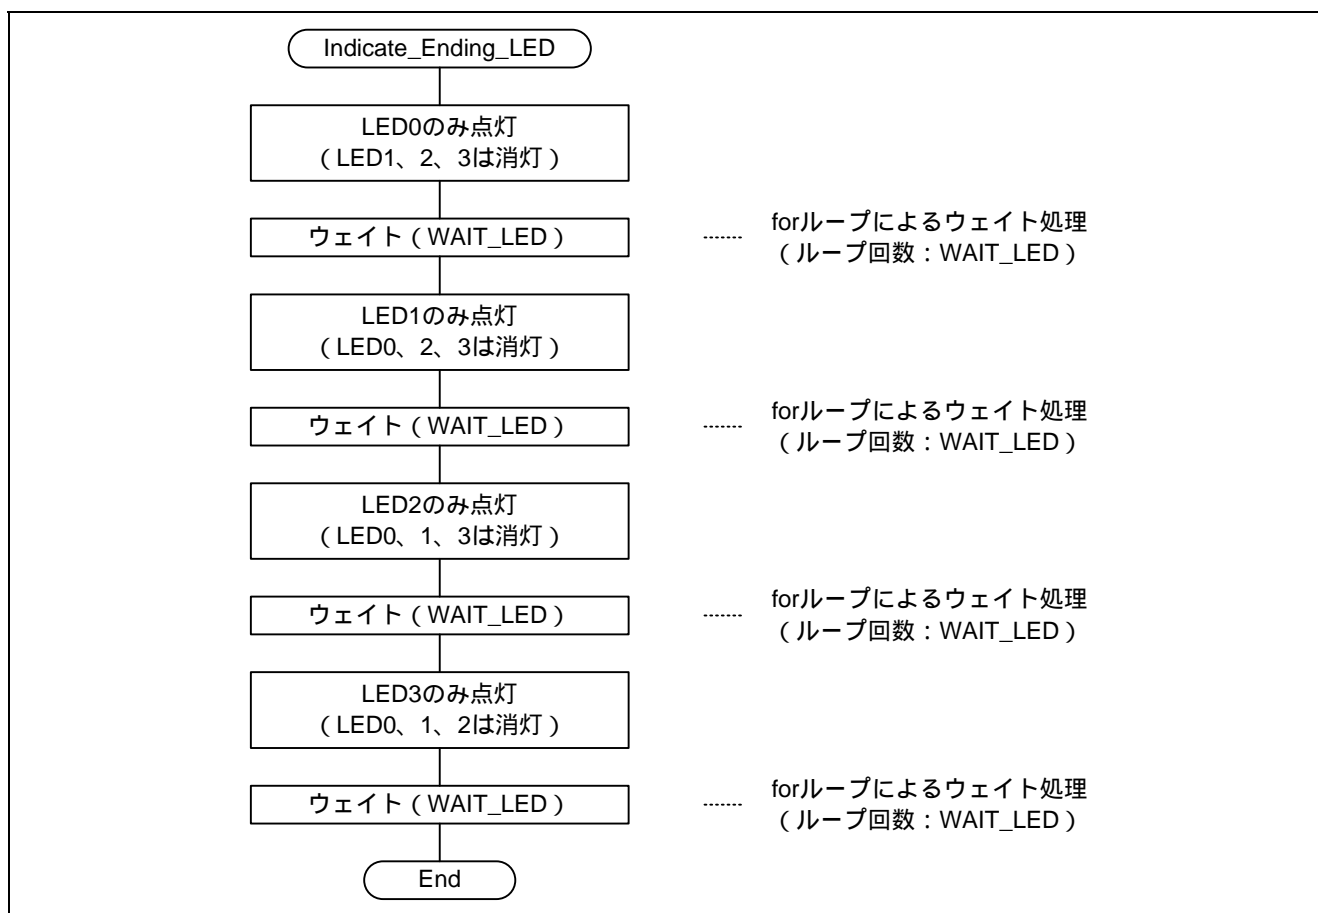 Indicate_Ending_LED
LED0のみ点灯
（LED1、2、3は消灯）
ウェイト（WAIT_LED）
forループによるウェイト処理
（ループ回数：WAIT_LED）
LED1のみ点灯
（LED0、2、3は消灯）
ウェイト（WAIT_LED）
forループによるウェイト処理
（ループ回数：WAIT_LED）
LED2のみ点灯
（LED0、1、3は消灯）
ウェイト（WAIT_LED）
forループによるウェイト処理
（ループ回数：WAIT_LED）
LED3のみ点灯
（LED0、1、2は消灯）
ウェイト（WAIT_LED）
forループによるウェイト処理
（ループ回数：WAIT_LED）
End